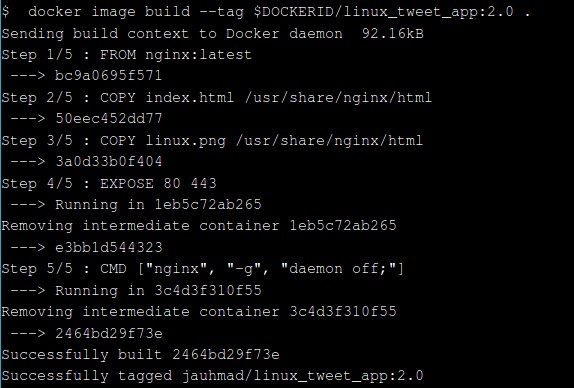 $  docker image build --tag $DOCKERID/linux_tweet_app:2.0 .
Sending build context to Docker daemon  92.16kB
Step 1/5 : FROM nginx:latest
 ---> bc9a0695f571
Step 2/5 : COPY index.html /usr/share/nginx/html
 ---> 50eec452dd77
Step 3/5 : COPY linux.png /usr/share/nginx/html
 ---> 3a0d33b0f404
Step 4/5 : EXPOSE 80 443
 ---> Running in 1eb5c72ab265
Removing intermediate container 1eb5c72ab265
 ---> e3bb1d544323
Step 5/5 : CMD ["nginx", "-g", "daemon off;"]
 ---> Running in 3c4d3f310f55
Removing intermediate container 3c4d3f310f55
 ---> 2464bd29f73e
Successfully built 2464bd29f73e
Successfully tagged jauhmad/linux_tweet_app:2.0